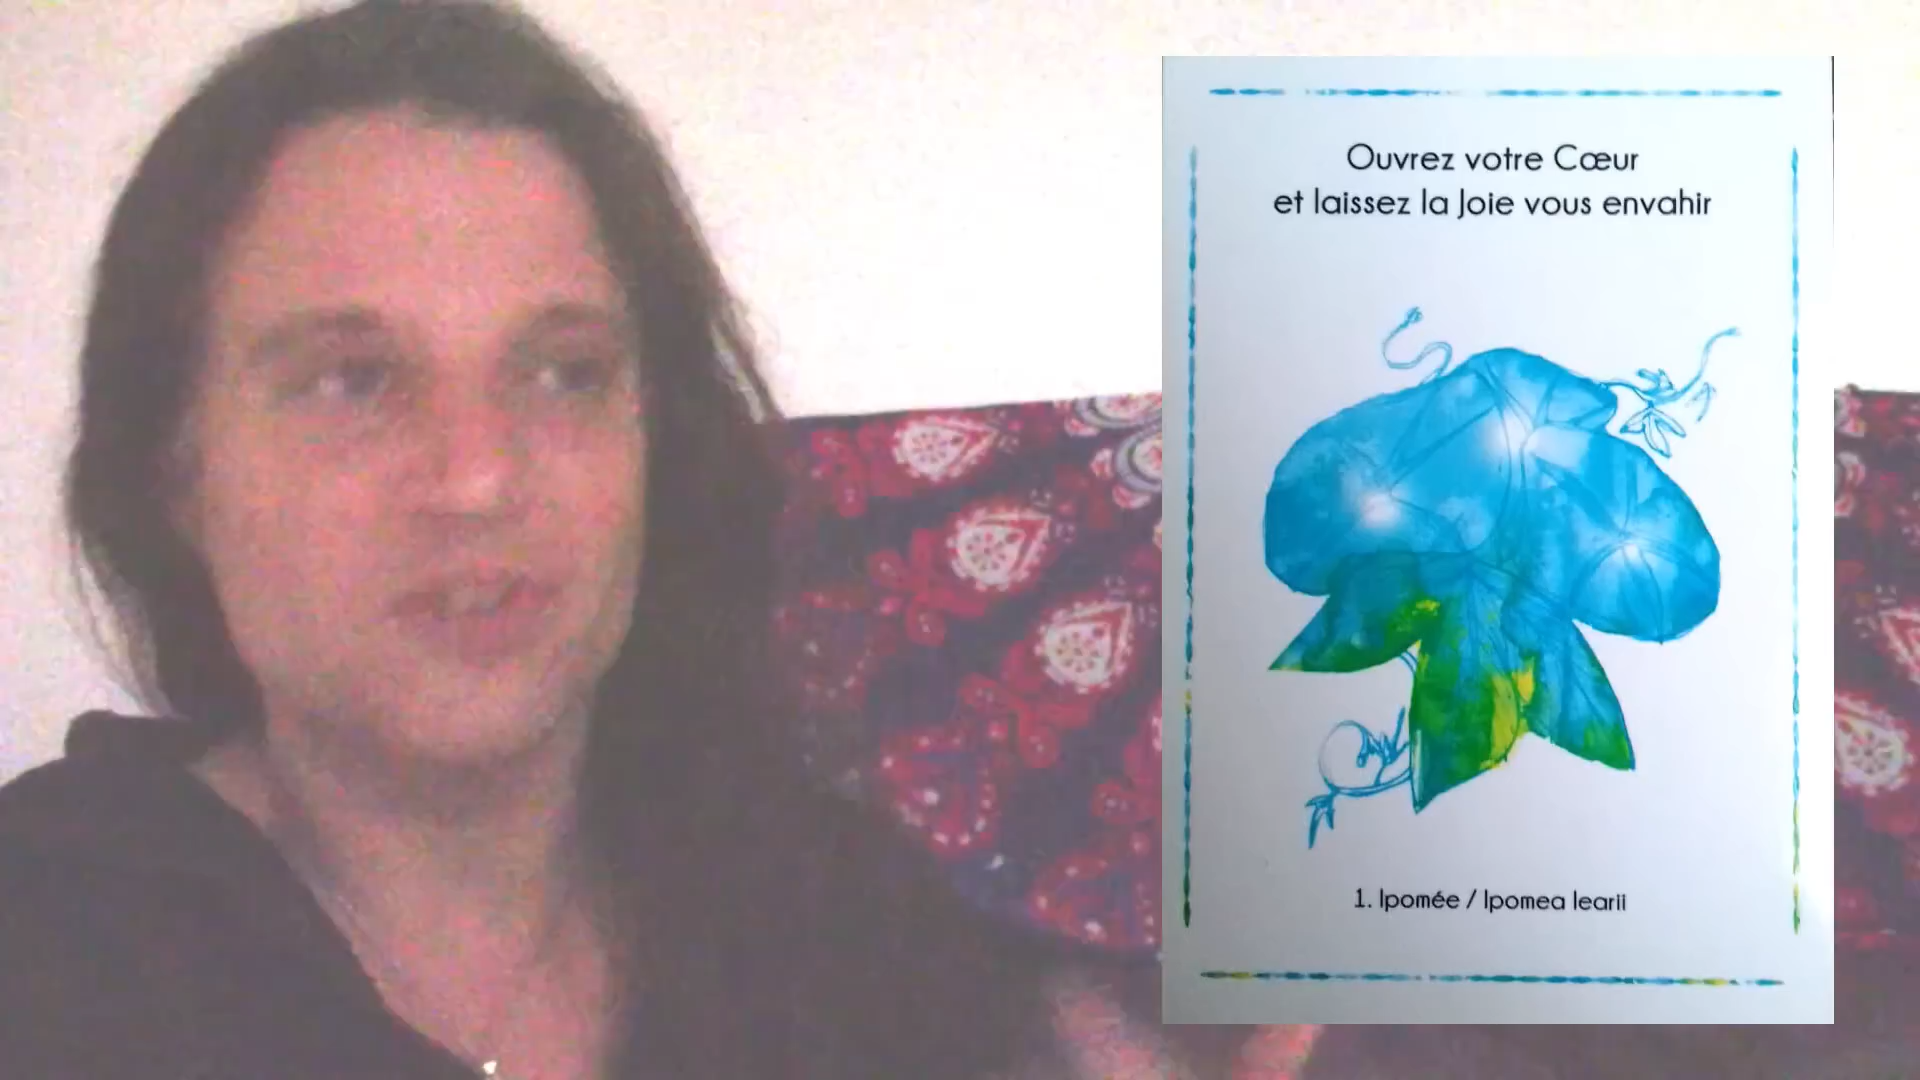 Ouvrez votre Cœur
et laissez la Joie vous envahir
1. Ipomée / Ipomea learii